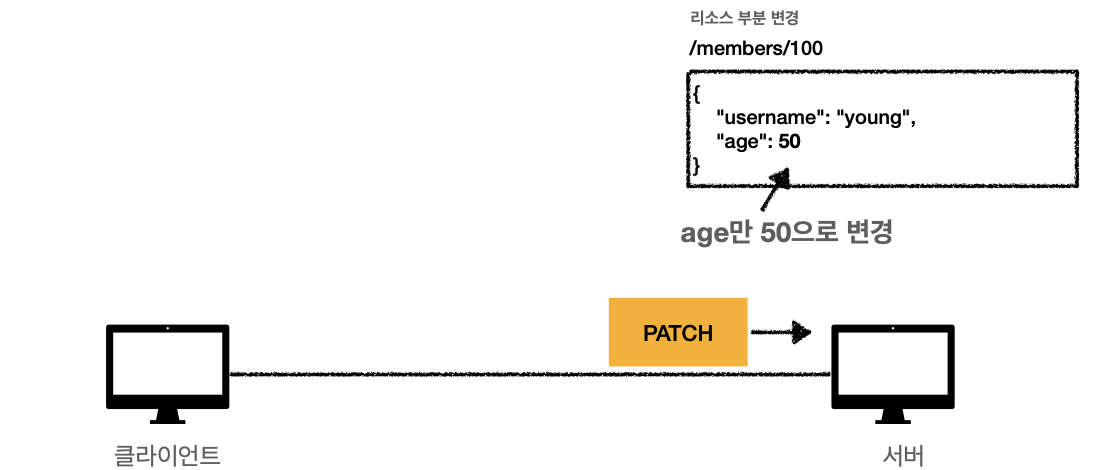 리소스 부분 변경
/members/100
{
"username": "young",
"age": 50
}
age만 50으로 변경
PATCH
클라이언트
서버